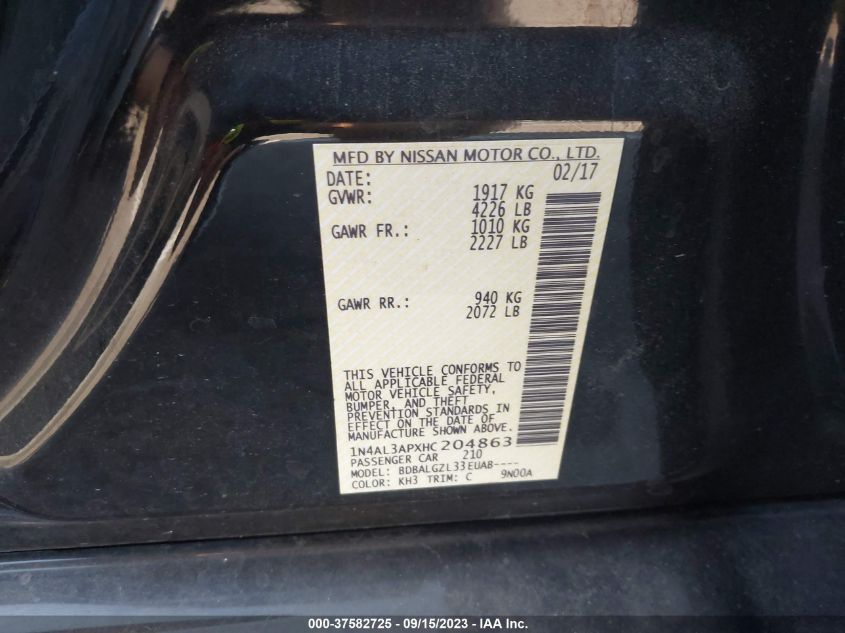 MFD BY NISSAN MOTOR CO., LTD.
DATE: 02/17
GVWR: 1917 KG
4226 LB
GAWR FR.: 1010 KG
2227 LB
GAWR RR.: 940 KG
2072 LB
THIS VEHICLE CONFORMS TO
ALL APPLICABLE FEDERAL
MOTOR VEHICLE SAFETY,
BUMPER, AND THEFT
PREVENTION STANDARDS IN
EFFECT ON THE DATE OF
MANUFACTURE SHOWN ABOVE.
1N4AL3APXHC204863
PASSENGER CAR 210
MODEL: BDBALGZL33EUAB----
COLOR: KH3 TRIM: C 9N00A
000-37582725 - 09/15/2023 - © IAA Holdings, LLC.